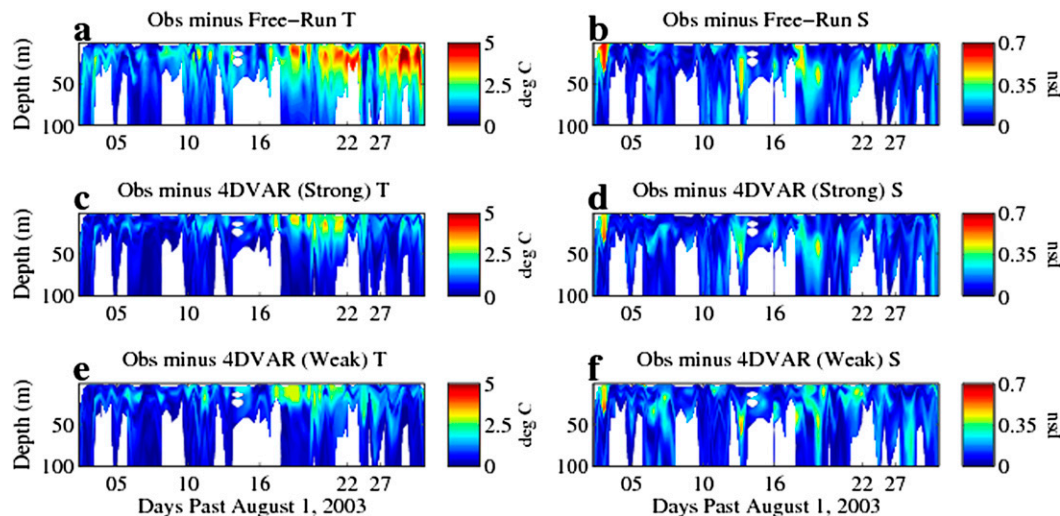 a
Obs minus Free-Run T
Depth (m)
50
100
05
10
16
22
27
5
2.5
0
deg C
b
Obs minus Free-Run S
50
100
05
10
16
22
27
0.7
0.35
0
psu
c
Obs minus 4DVAR (Strong) T
Depth (m)
50
100
05
10
16
22
27
5
2.5
0
deg C
d
Obs minus 4DVAR (Strong) S
50
100
05
10
16
22
27
0.7
0.35
0
psu
e
Obs minus 4DVAR (Weak) T
Depth (m)
50
100
05
10
16
22
27
Days Past August 1, 2003
5
2.5
0
deg C
f
Obs minus 4DVAR (Weak) S
50
100
05
10
16
22
27
Days Past August 1, 2003
0.7
0.35
0
psu